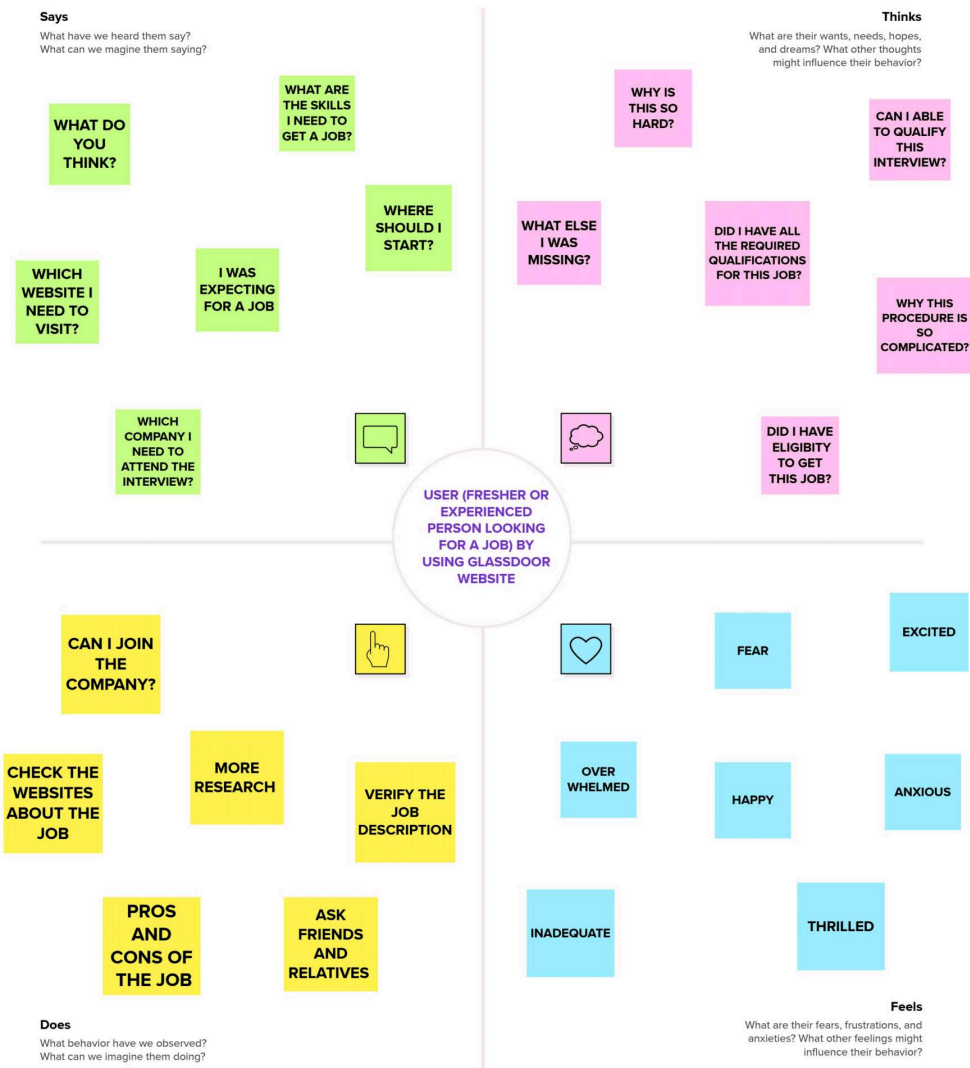 Says
What have we heard them say?
What can we magine them saying?
WHAT DO
YOU
THINK?
WHAT ARE
THE SKILLS
I NEED TO
GET A JOB?
WHERE
SHOULD I
START?
WHICH
WEBSITE I
NEED TO
VISIT?
I WAS
EXPECTING
FOR A JOB
WHICH
COMPANY I
NEED TO
ATTEND THE
INTERVIEW?
Thinks
What are their wants, needs, hopes,
and dreams? What other thoughts
might influence their behavior?
WHY IS
THIS SO
HARD?
CAN I ABLE
TO QUALIFY
THIS
INTERVIEW?
WHAT ELSE
I WAS
MISSING?
DID I HAVE ALL
THE REQUIRED
QUALIFICATIONS
FOR THIS JOB?
WHY THIS
PROCEDURE IS
SO
COMPLICATED?
DID I HAVE
ELIGIBITY
TO GET
THIS JOB?
USER (FRESHER OR
EXPERIENCED
PERSON LOOKING
FOR A JOB) BY
USING GLASSDOOR
WEBSITE
CAN I JOIN
THE
COMPANY?
CHECK THE
WEBSITES
ABOUT THE
JOB
MORE
RESEARCH
VERIFY THE
JOB
DESCRIPTION
PROS
AND
CONS OF
THE JOB
ASK
FRIENDS
AND
RELATIVES
Does
What behavior have we observed?
What can we imagine them doing?
FEAR
EXCITED
OVER
WHELMED
HAPPY
ANXIOUS
INADEQUATE
THRILLED
Feels
What are their fears, frustrations, and
anxieties? What other feelings might
influence their behavior?